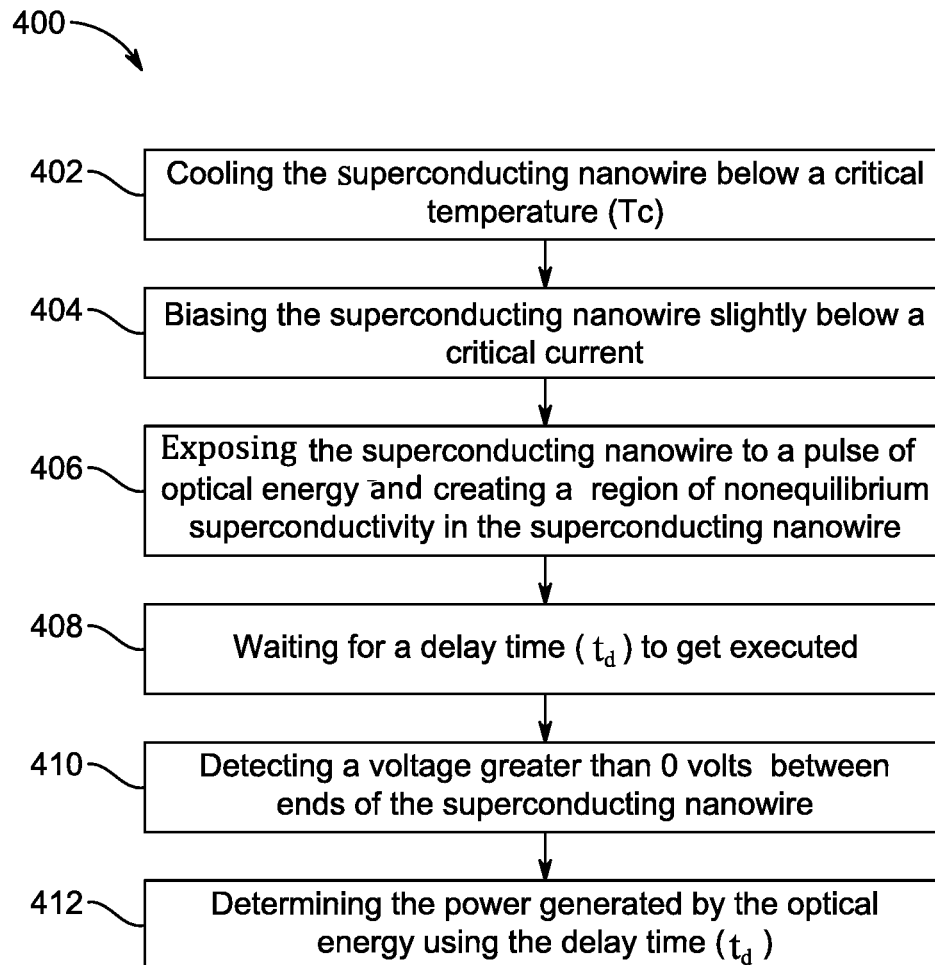 400
402
Cooling the superconducting nanowire below a critical
temperature (Tc)
404
Biasing the superconducting nanowire slightly below a
critical current
406
Exposing the superconducting nanowire to a pulse of
optical energy and creating a region of nonequilibrium
superconductivity in the superconducting nanowire
408
Waiting for a delay time (td) to get executed
410
Detecting a voltage greater than 0 volts between
ends of the superconducting nanowire
412
Determining the power generated by the optical
energy using the delay time (td)